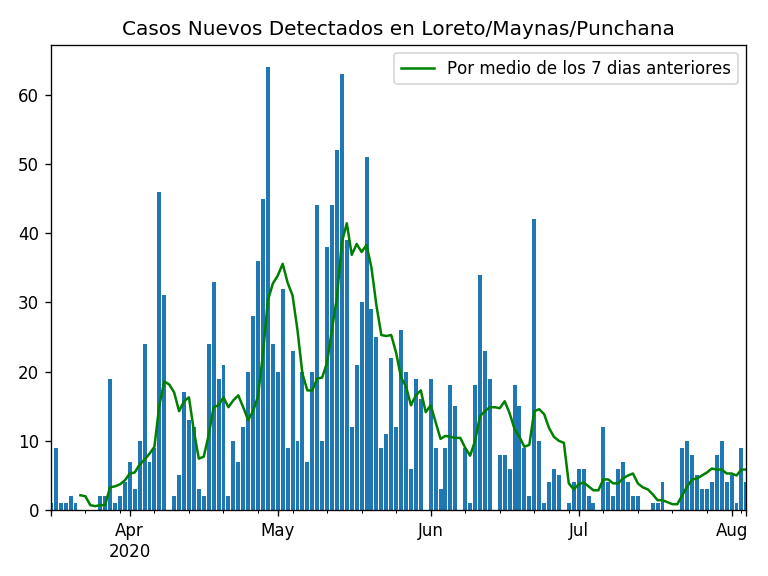 Casos Nuevos Detectados en Loreto/Maynas/Punchana
Por medio de los 7 dias anteriores
60
50
40
30
20
10
0
Apr
2020
May
Jun
Jul
Aug